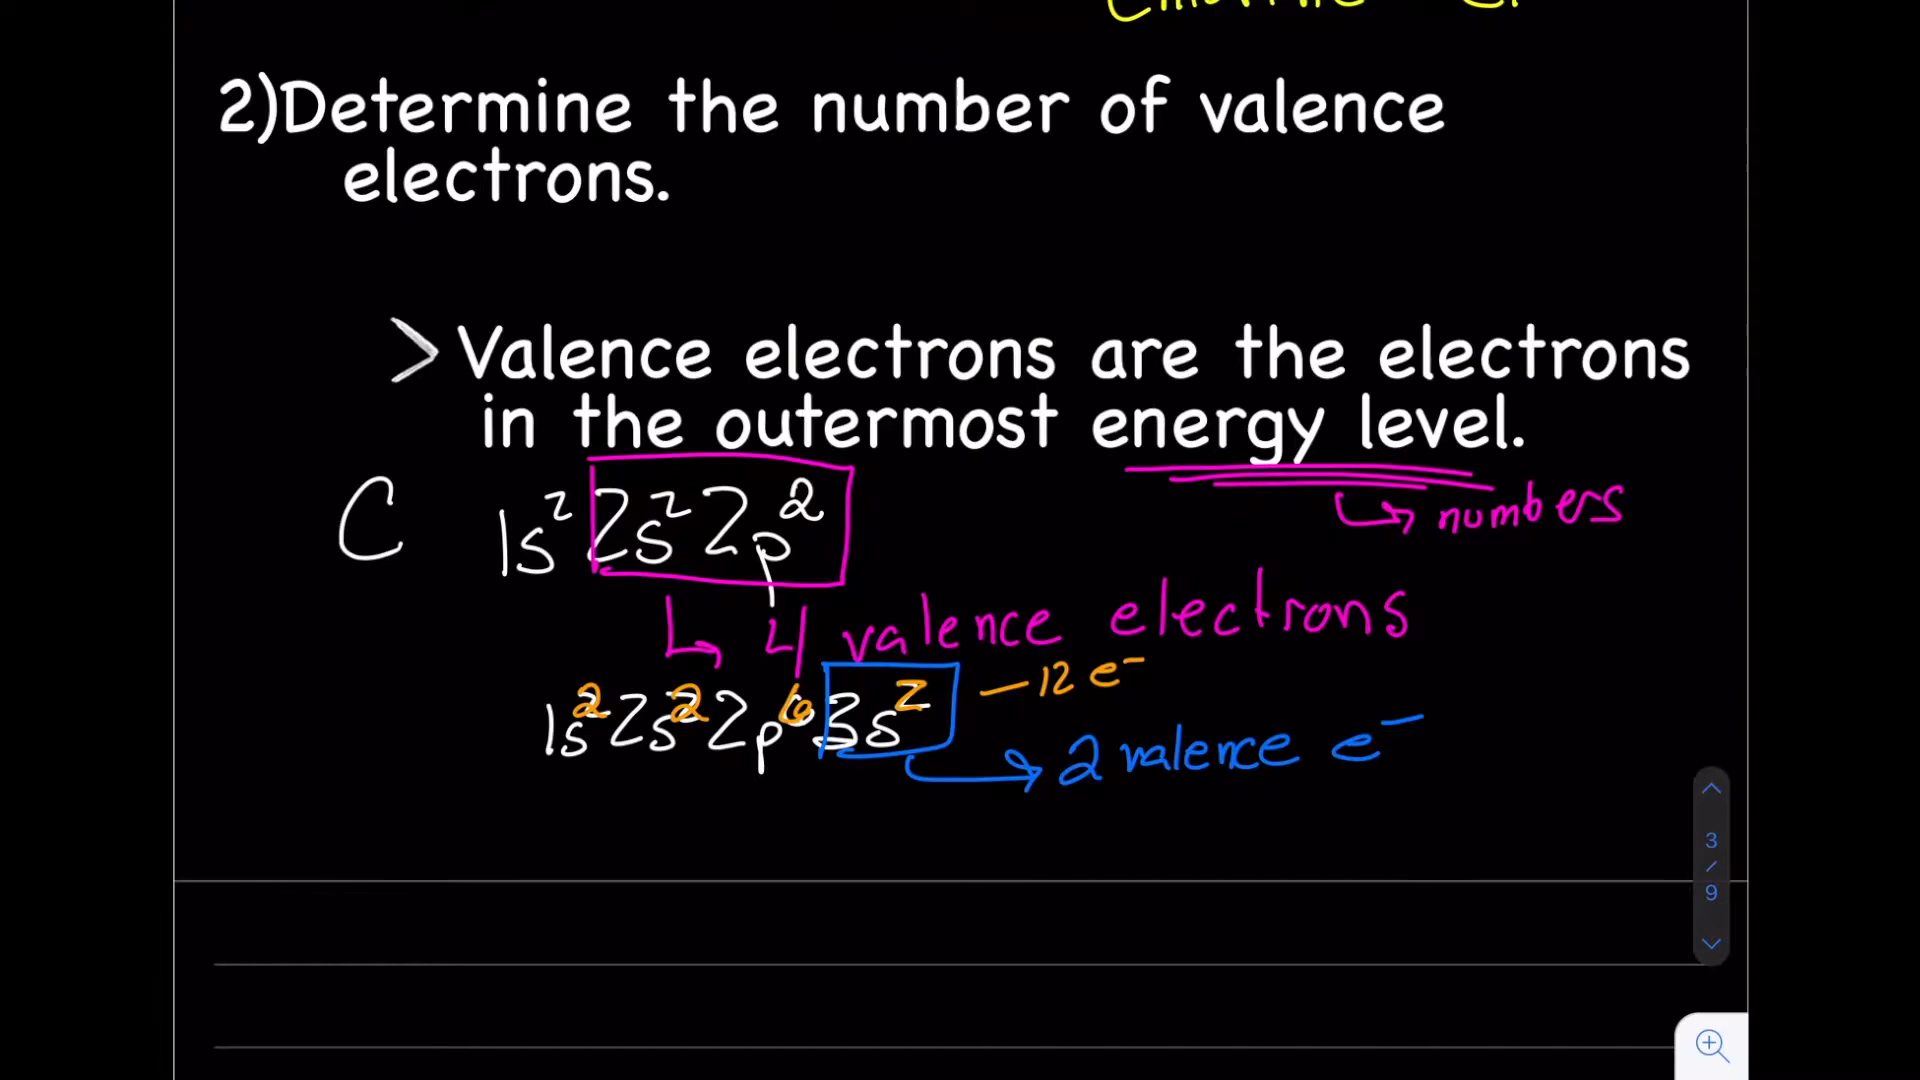 2)Determine the number of valence
electrons.
> Valence electrons are the electrons
in the outermost energy level.
C 1s² 2s² 2p²
↳ numbers
↳ 4 valence electrons
1s² 2s² 2p⁶ 3s² — 12 e⁻
→ 2 valence e⁻
3
/
9